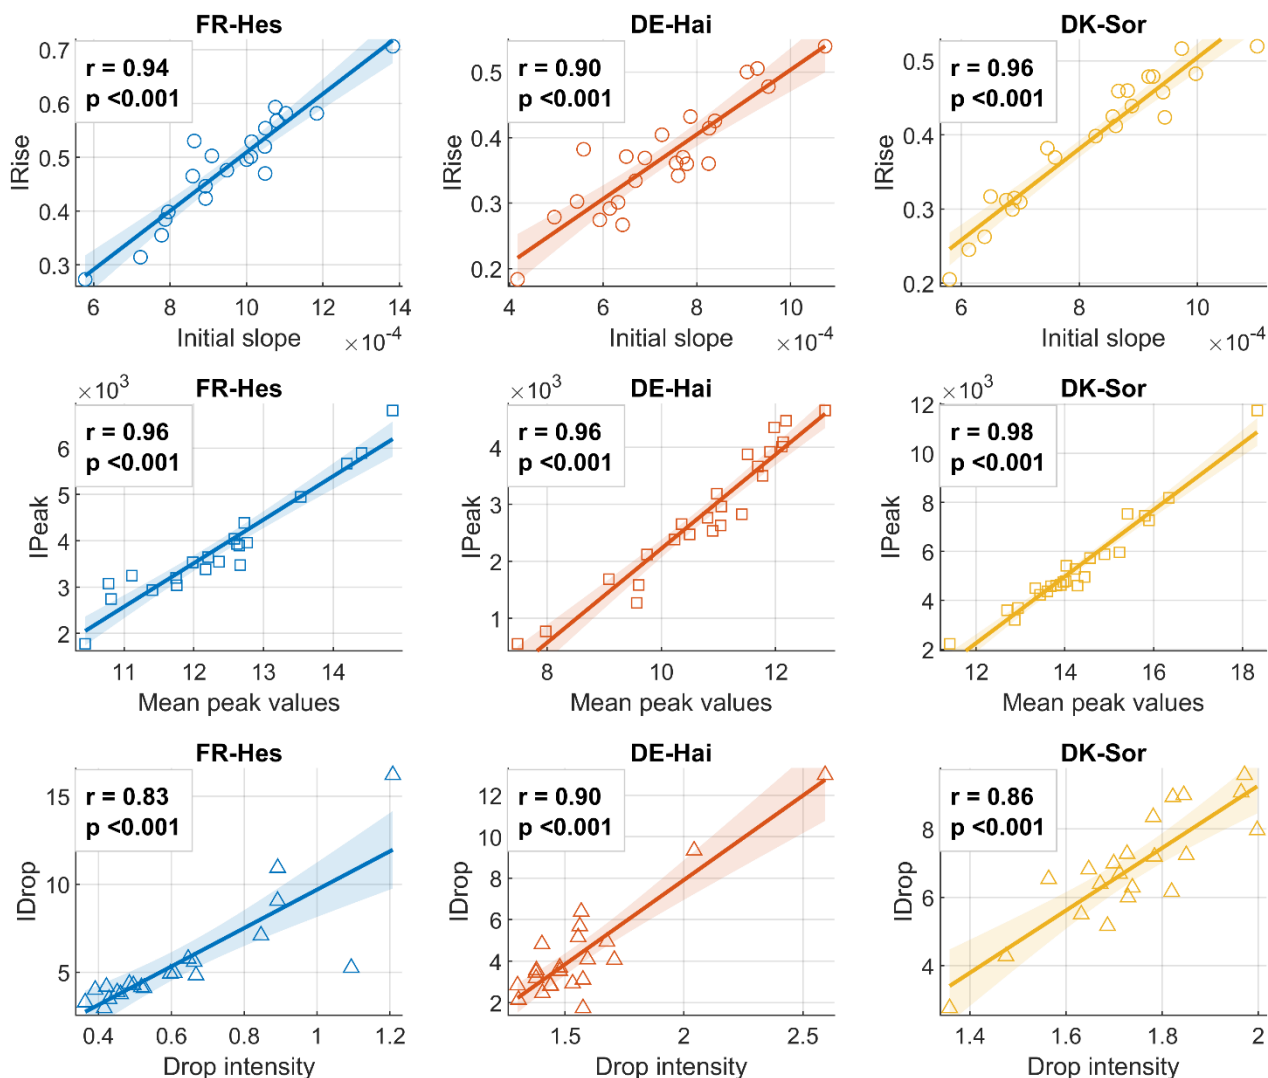 FR-Hes
DE-Hai
DK-Sor
r = 0.94
p <0.001
r = 0.90
p <0.001
r = 0.96
p <0.001
IRise
0.7
0.6
0.5
0.4
0.3
IRise
0.5
0.4
0.3
0.2
IRise
0.5
0.4
0.3
0.2
6 8 10 12 14
4 6 8 10
6 8 10
Initial slope ×10⁻⁴
Initial slope ×10⁻⁴
Initial slope ×10⁻⁴
×10³ FR-Hes
DE-Hai
×10³ DK-Sor
r = 0.96
p <0.001
r = 0.96
p <0.001
r = 0.98
p <0.001
IPeak
6
5
4
3
2
IPeak
4
3
2
1
IPeak
12
10
8
6
4
2
11 12 13 14
8 10 12
12 14 16 18
Mean peak values
Mean peak values
Mean peak values
FR-Hes
DE-Hai
DK-Sor
r = 0.83
p <0.001
r = 0.90
p <0.001
r = 0.86
p <0.001
IDrop
15
10
5
IDrop
12
10
8
6
4
2
IDrop
8
6
4
0.4 0.6 0.8 1 1.2
1.5 2 2.5
1.4 1.6 1.8 2
Drop intensity
Drop intensity
Drop intensity